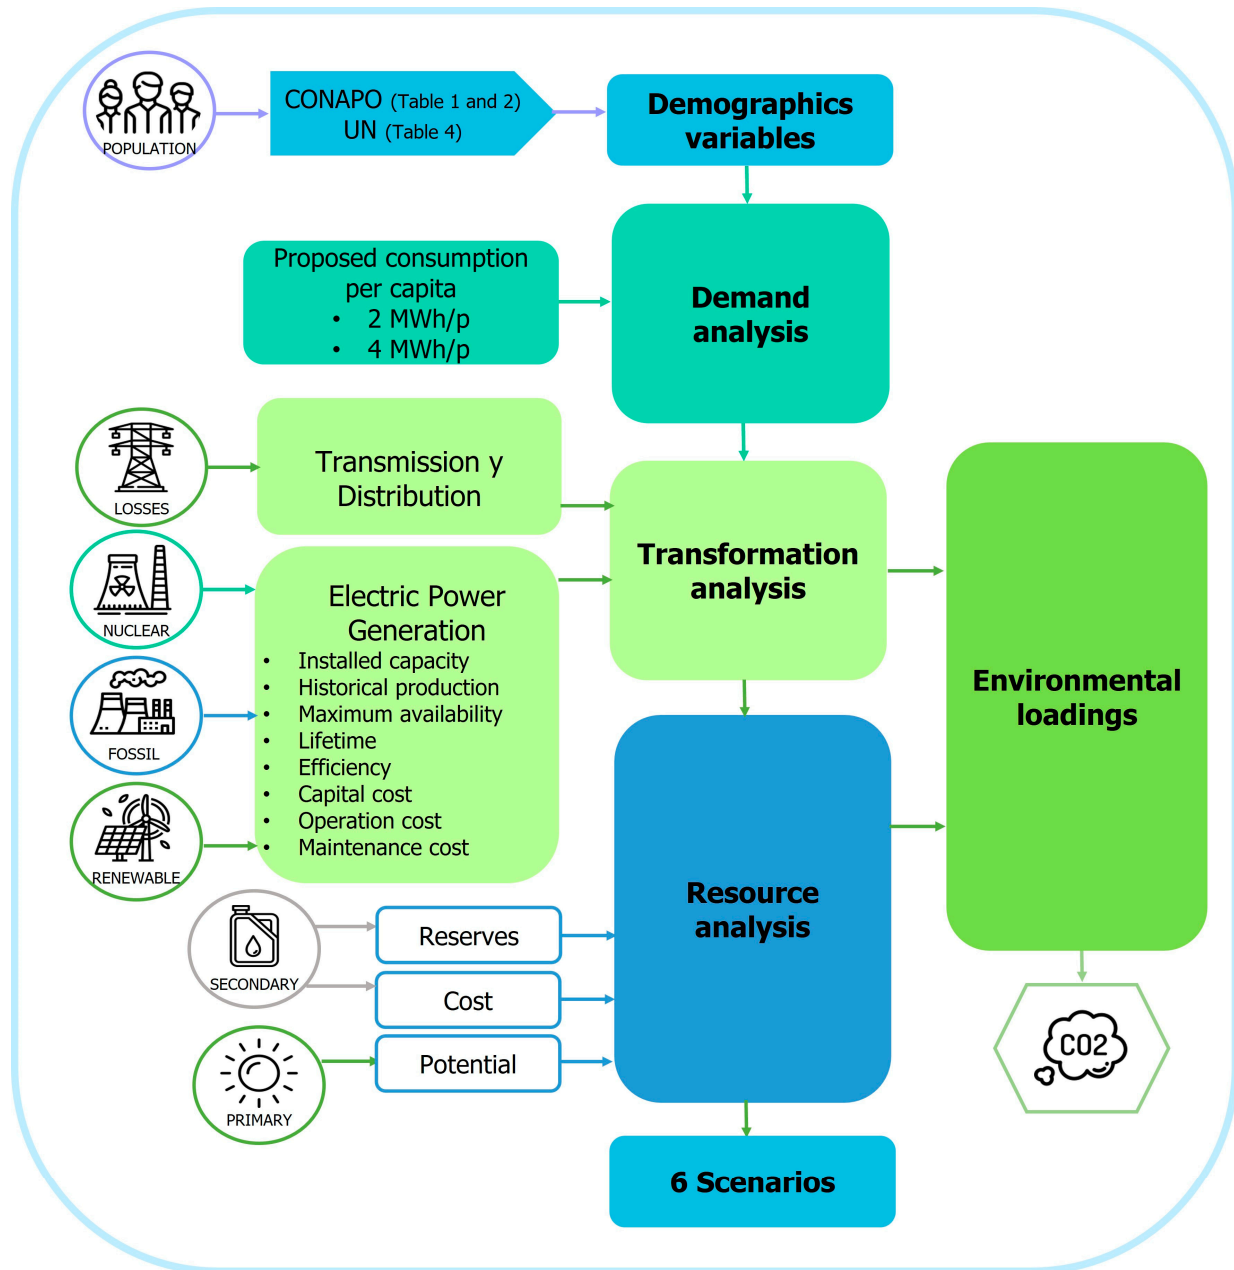 POPULATION
CONAPO (Table 1 and 2)
UN (Table 4)
Demographics
variables
Proposed consumption
per capita
• 2 MWh/p
• 4 MWh/p
Demand
analysis
LOSSES
Transmission y
Distribution
Transformation
analysis
NUCLEAR
FOSSIL
RENEWABLE
Electric Power
Generation
• Installed capacity
• Historical production
• Maximum availability
• Lifetime
• Efficiency
• Capital cost
• Operation cost
• Maintenance cost
Environmental
loadings
SECONDARY
Reserves
Cost
PRIMARY
Potential
Resource
analysis
CO2
6 Scenarios